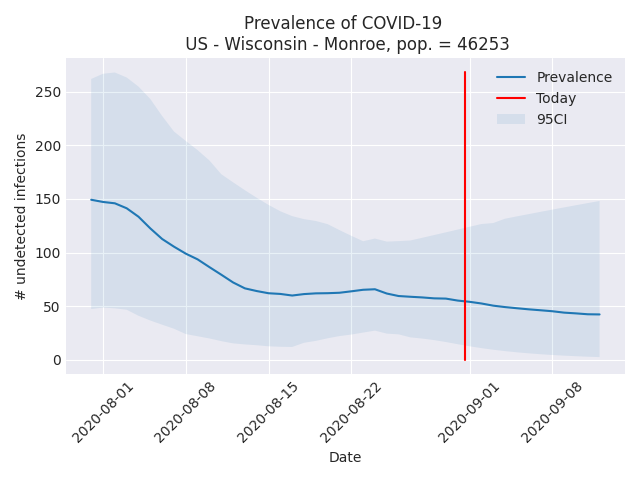 Prevalence of COVID-19
US - Wisconsin - Monroe, pop. = 46253
Prevalence
Today
95CI
# undetected infections
250
200
150
100
50
0
2020-08-01
2020-08-08
2020-08-15
2020-08-22
2020-09-01
2020-09-08
Date